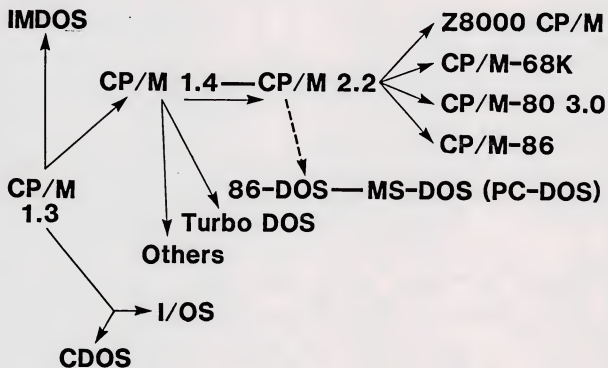 IMDOS
Z8000 CP/M
CP/M-68K
CP/M 1.4—CP/M 2.2
CP/M-80 3.0
CP/M-86
CP/M
1.3
86-DOS—MS-DOS (PC-DOS)
Turbo DOS
Others
I/OS
CDOS